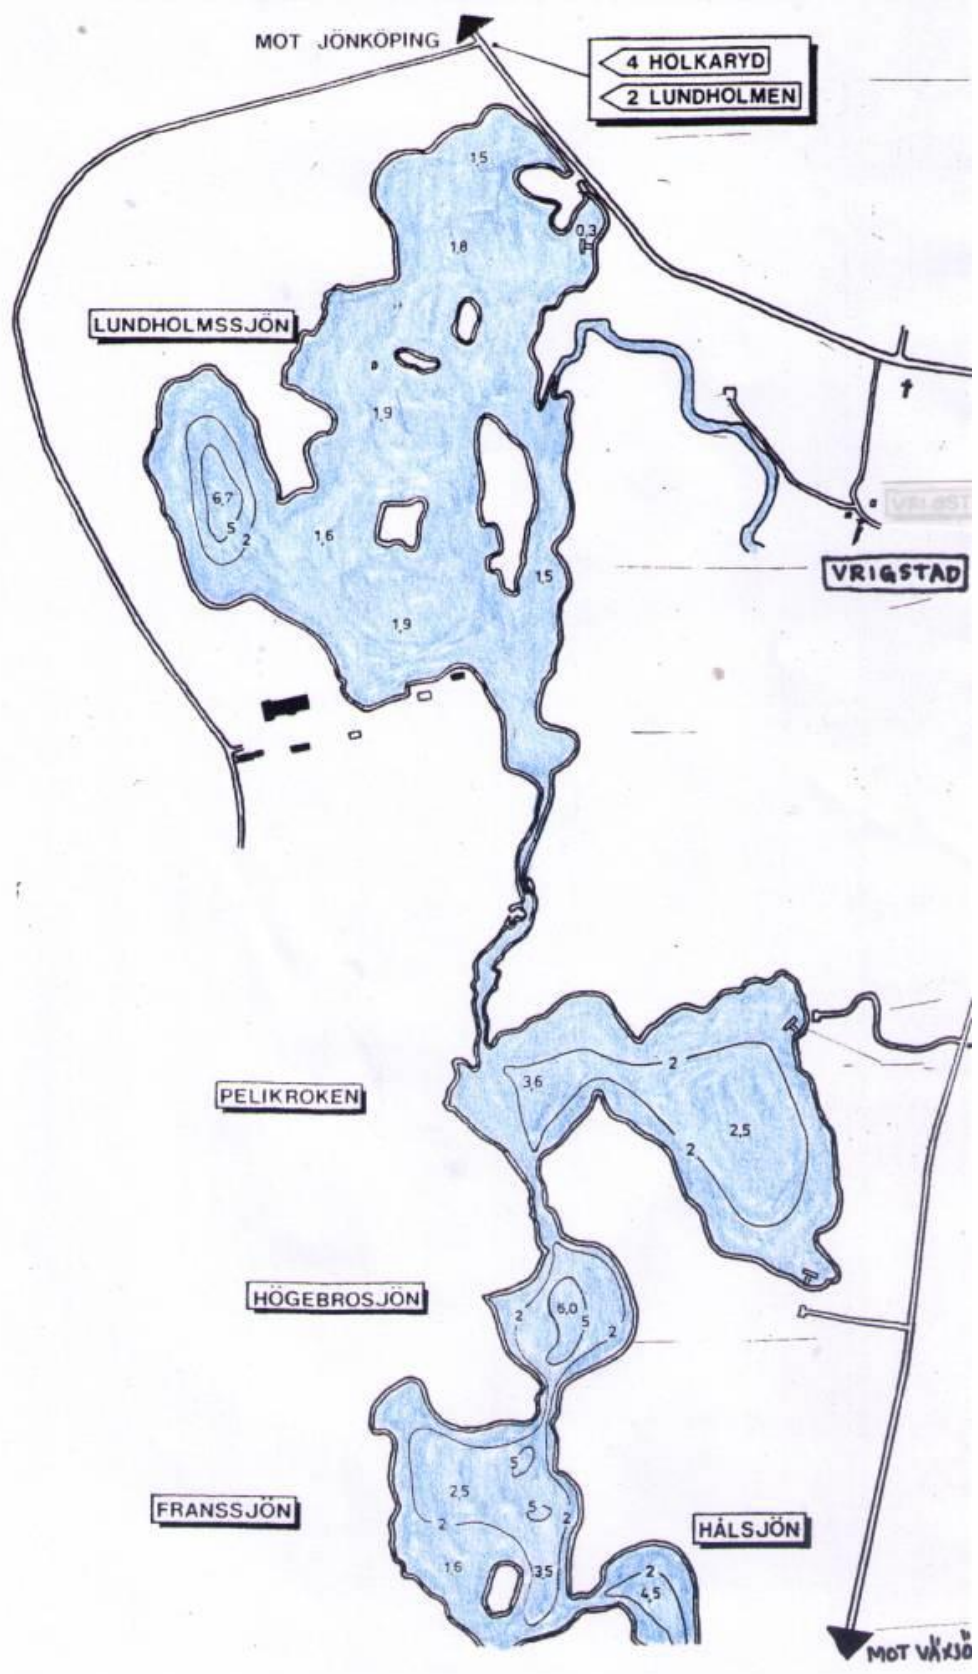 MOT JÖNKÖPING
4 HOLKARYD
2 LUNDHOLMEN
1,5
0,3
1,8
LUNDHOLMSSJÖN
1,9
6,7
5
2
1,6
1,5
VRIGSTAD
1,9
PELIKROKEN
3,6
2
2,5
2
HÖGEBROSJÖN
2
6,0
5
2
FRANSSJÖN
5
2,5
5
2
2
HÅLSJÖN
1,6
3,5
2
4,5
MOT VÄXJÖ